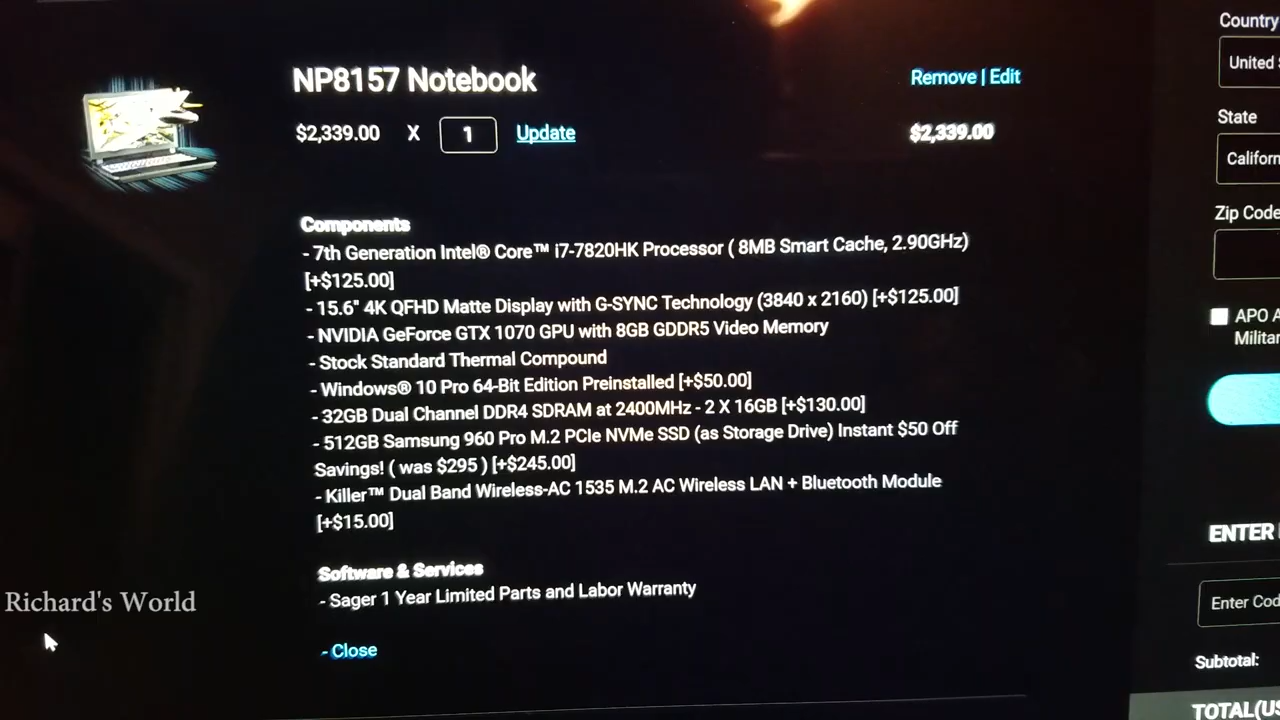 Country
NP8157 Notebook
Remove | Edit
United
$2,339.00 X 1 Update
$2,339.00
State
Zip Code
Components
- 7th Generation Intel® Core™ i7-7820HK Processor ( 8MB Smart Cache, 2.90GHz)
[+$125.00]
- 15.6" 4K QFHD Matte Display with G-SYNC Technology (3840 x 2160) [+$125.00]
- NVIDIA GeForce GTX 1070 GPU with 8GB GDDR5 Video Memory
- Stock Standard Thermal Compound
- Windows® 10 Pro 64-Bit Edition Preinstalled [+$50.00]
- 32GB Dual Channel DDR4 SDRAM at 2400MHz - 2 X 16GB [+$130.00]
- 512GB Samsung 960 Pro M.2 PCIe NVMe SSD (as Storage Drive) Instant $50 Off
Savings! ( was $295 ) [+$245.00]
- Killer™ Dual Band Wireless-AC 1535 M.2 AC Wireless LAN + Bluetooth Module
[+$15.00]
APO
ENTER
Software & Services
- Sager 1 Year Limited Parts and Labor Warranty
Richard's World
Enter
- Close
Subtotal: